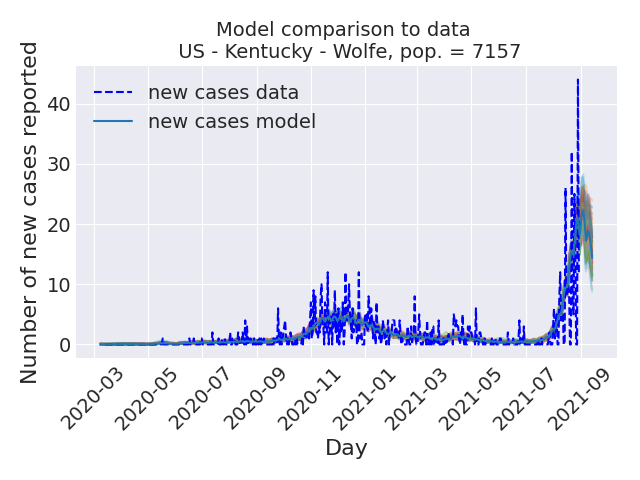 Model comparison to data
US - Kentucky - Wolfe, pop. = 7157
Number of new cases reported
new cases data
new cases model
40
30
20
10
0
2020-03
2020-05
2020-07
2020-09
2020-11
2021-01
2021-03
2021-05
2021-07
2021-09
Day